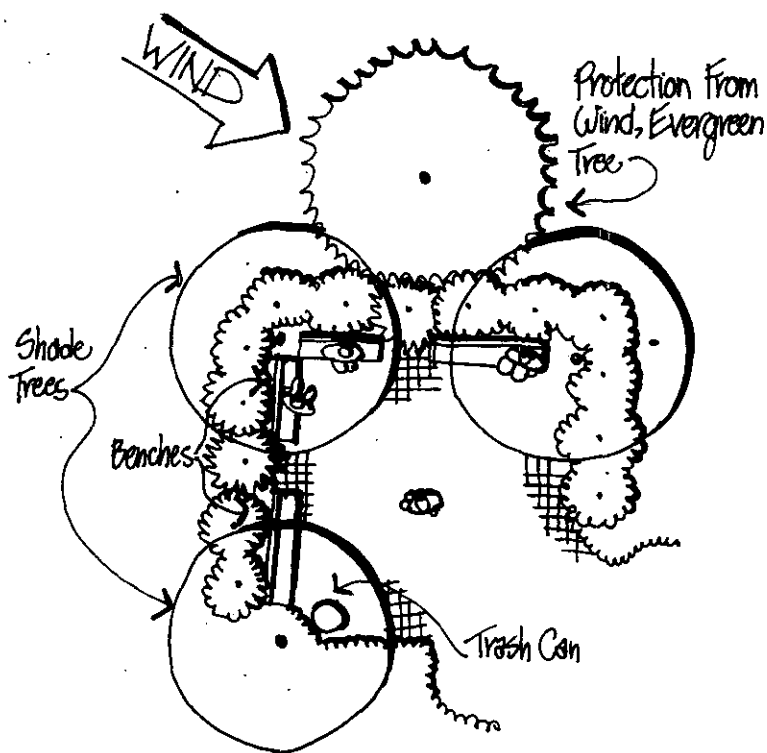 WIND
Protection From
Wind, Evergreen
Tree
Shade
Trees
Benches
Trash Can